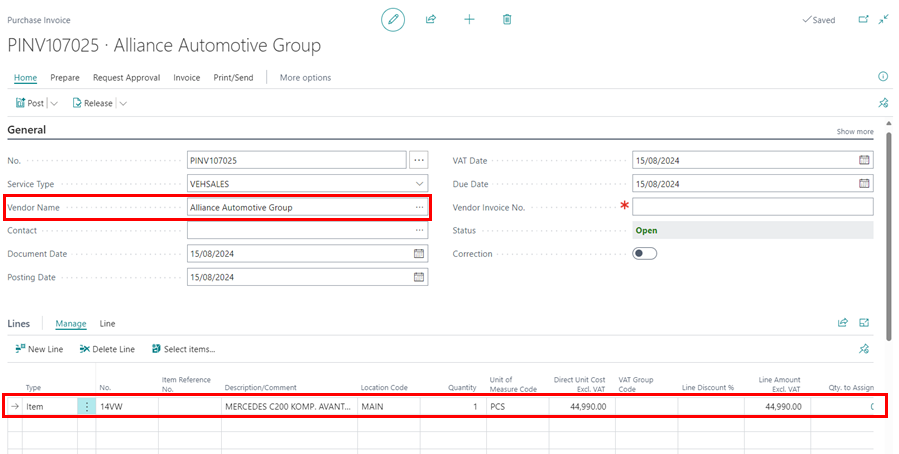 Purchase Invoice
Saved
PINV107025 · Alliance Automotive Group
Home Prepare Request Approval Invoice Print/Send More options
Post Release
General
Show more
No. PINV107025
Service Type VEHSALES
Vendor Name Alliance Automotive Group
Contact
Document Date 15/08/2024
Posting Date 15/08/2024
VAT Date 15/08/2024
Due Date 15/08/2024
Vendor Invoice No. *
Status Open
Correction
Lines Manage Line
New Line Delete Line Select items...
Type No. Item Reference No. Description/Comment Location Code Quantity Unit of Measure Code Direct Unit Cost Excl. VAT VAT Group Code Line Discount % Line Amount Excl. VAT Qty. to Assign
Item 14VW MERCEDES C200 KOMP. AVANT... MAIN 1 PCS 44,990.00 44,990.00 0